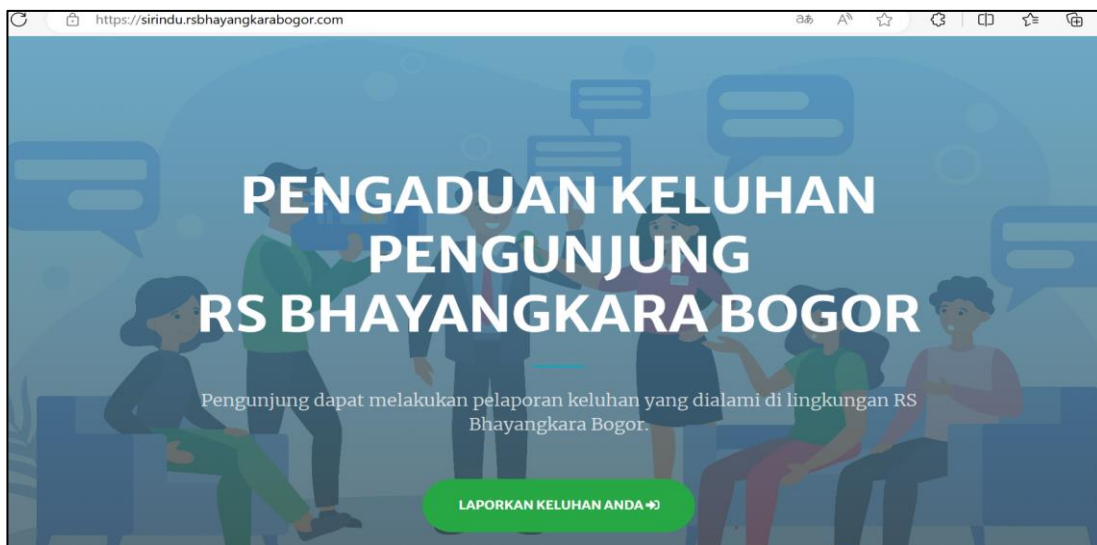 https://sirindu.rsbhayangkarabogor.com
PENGADUAN KELUHAN
PENGUNJUNG
RS BHAYANGKARA BOGOR
Pengunjung dapat melakukan pelaporan keluhan yang dialami di lingkungan RS
Bhayangkara Bogor.
LAPORKAN KELUHAN ANDA